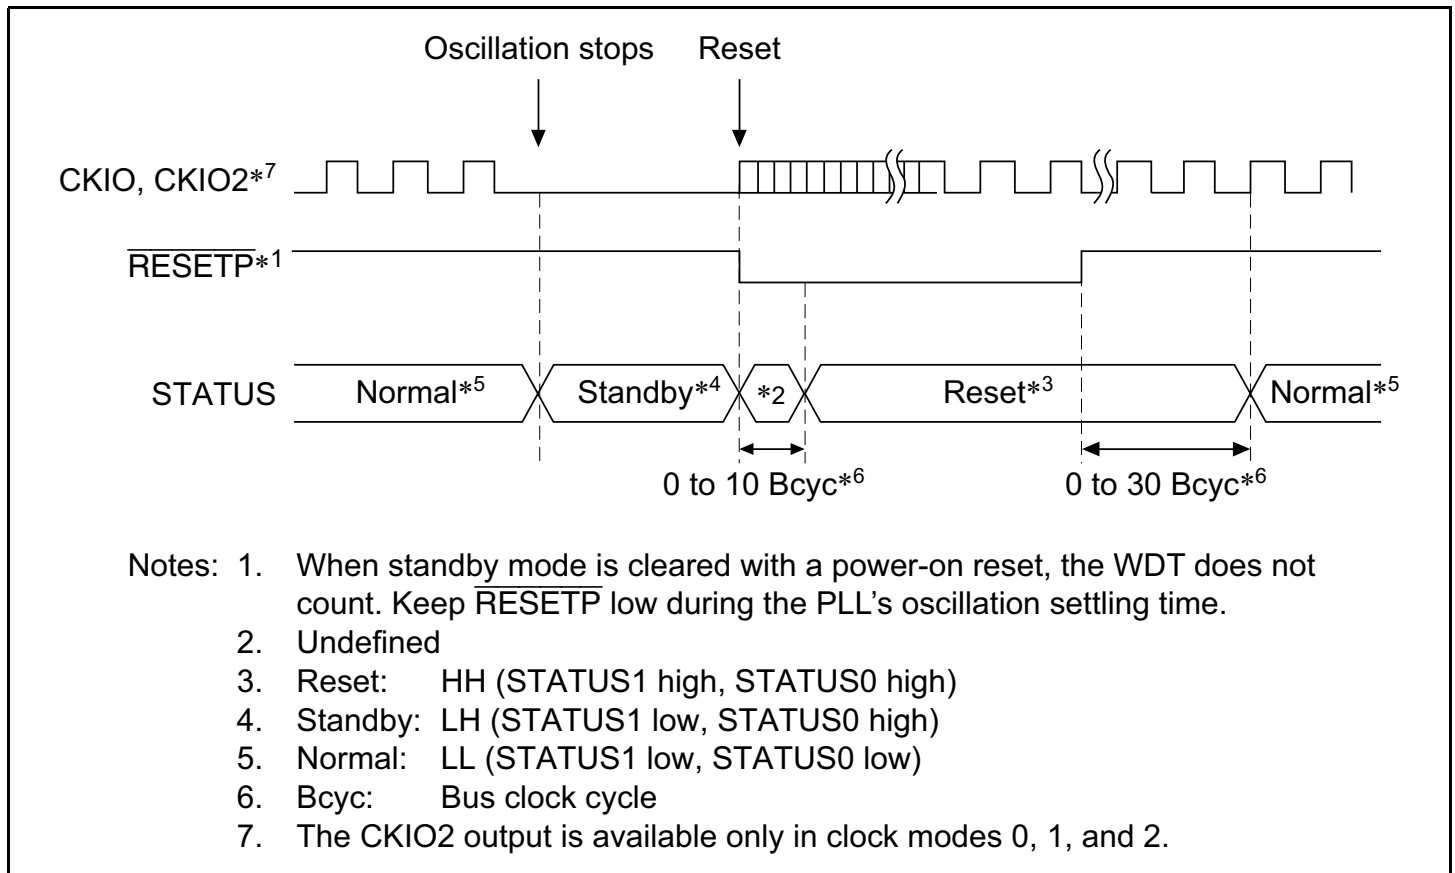 Oscillation stops Reset
CKIO, CKIO2*7
RESETP*1
STATUS Normal*5 Standby*4 *2 Reset*3 Normal*5
0 to 10 Bcyc*6 0 to 30 Bcyc*6
Notes: 1. When standby mode is cleared with a power-on reset, the WDT does not
count. Keep RESETP low during the PLL's oscillation settling time.
2. Undefined
3. Reset: HH (STATUS1 high, STATUS0 high)
4. Standby: LH (STATUS1 low, STATUS0 high)
5. Normal: LL (STATUS1 low, STATUS0 low)
6. Bcyc: Bus clock cycle
7. The CKIO2 output is available only in clock modes 0, 1, and 2.